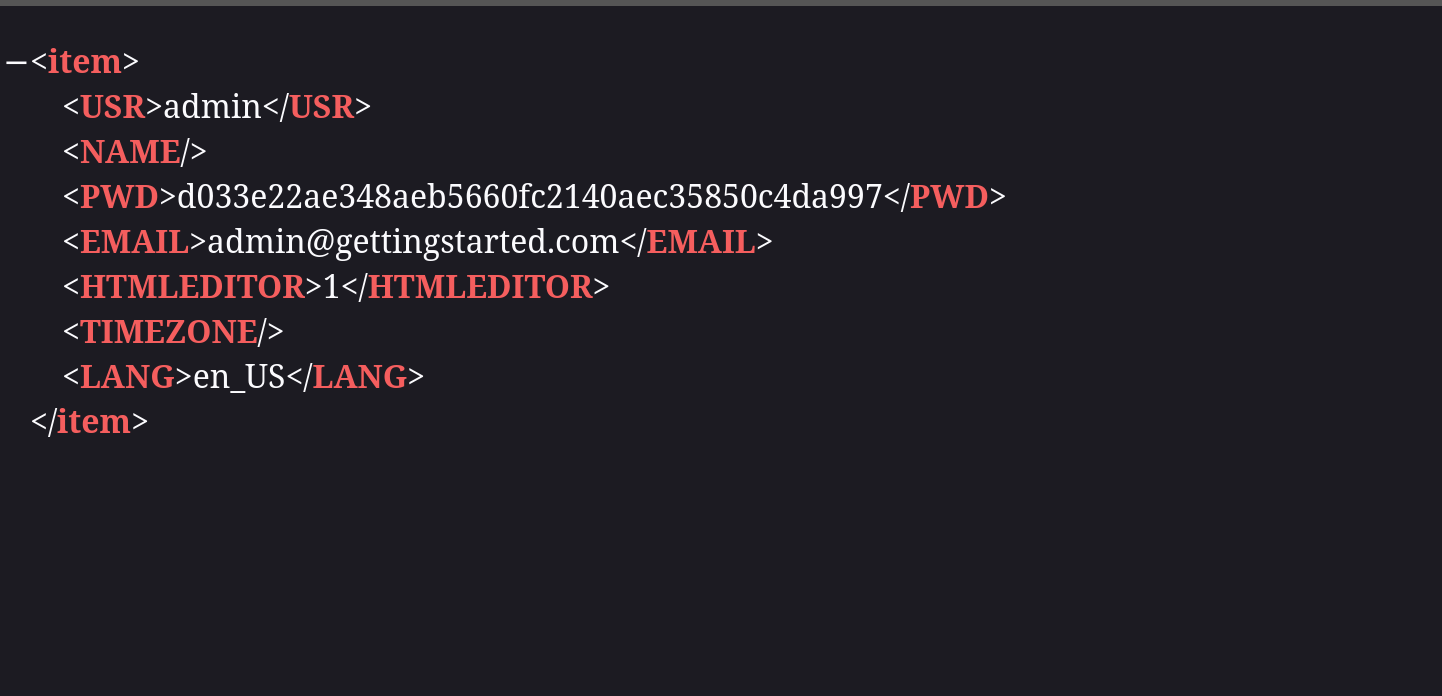 —<item>
<USR>admin</USR>
<NAME/>
<PWD>d033e22ae348aeb5660fc2140aec35850c4da997</PWD>
<EMAIL>admin@gettingstarted.com</EMAIL>
<HTMLEDITOR>1</HTMLEDITOR>
<TIMEZONE/>
<LANG>en_US</LANG>
</item>